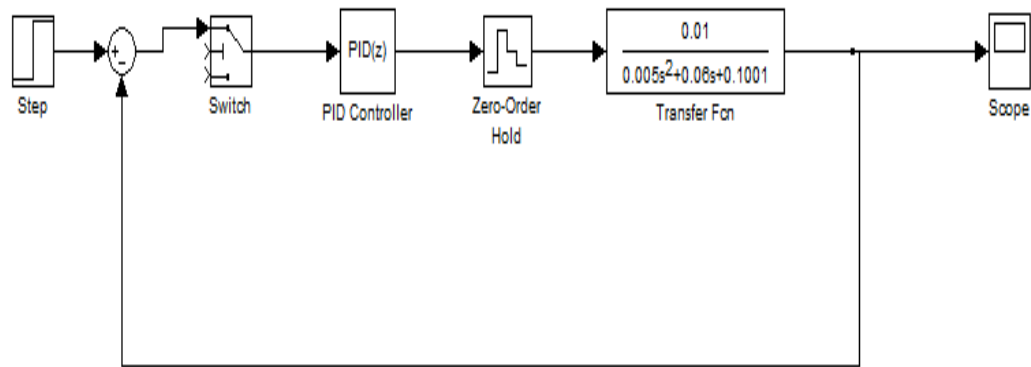 +
−
PID(z)
0.01
0.005s²+0.06s+0.1001
Step
Switch
PID Controller
Zero-Order
Hold
Transfer Fcn
Scope